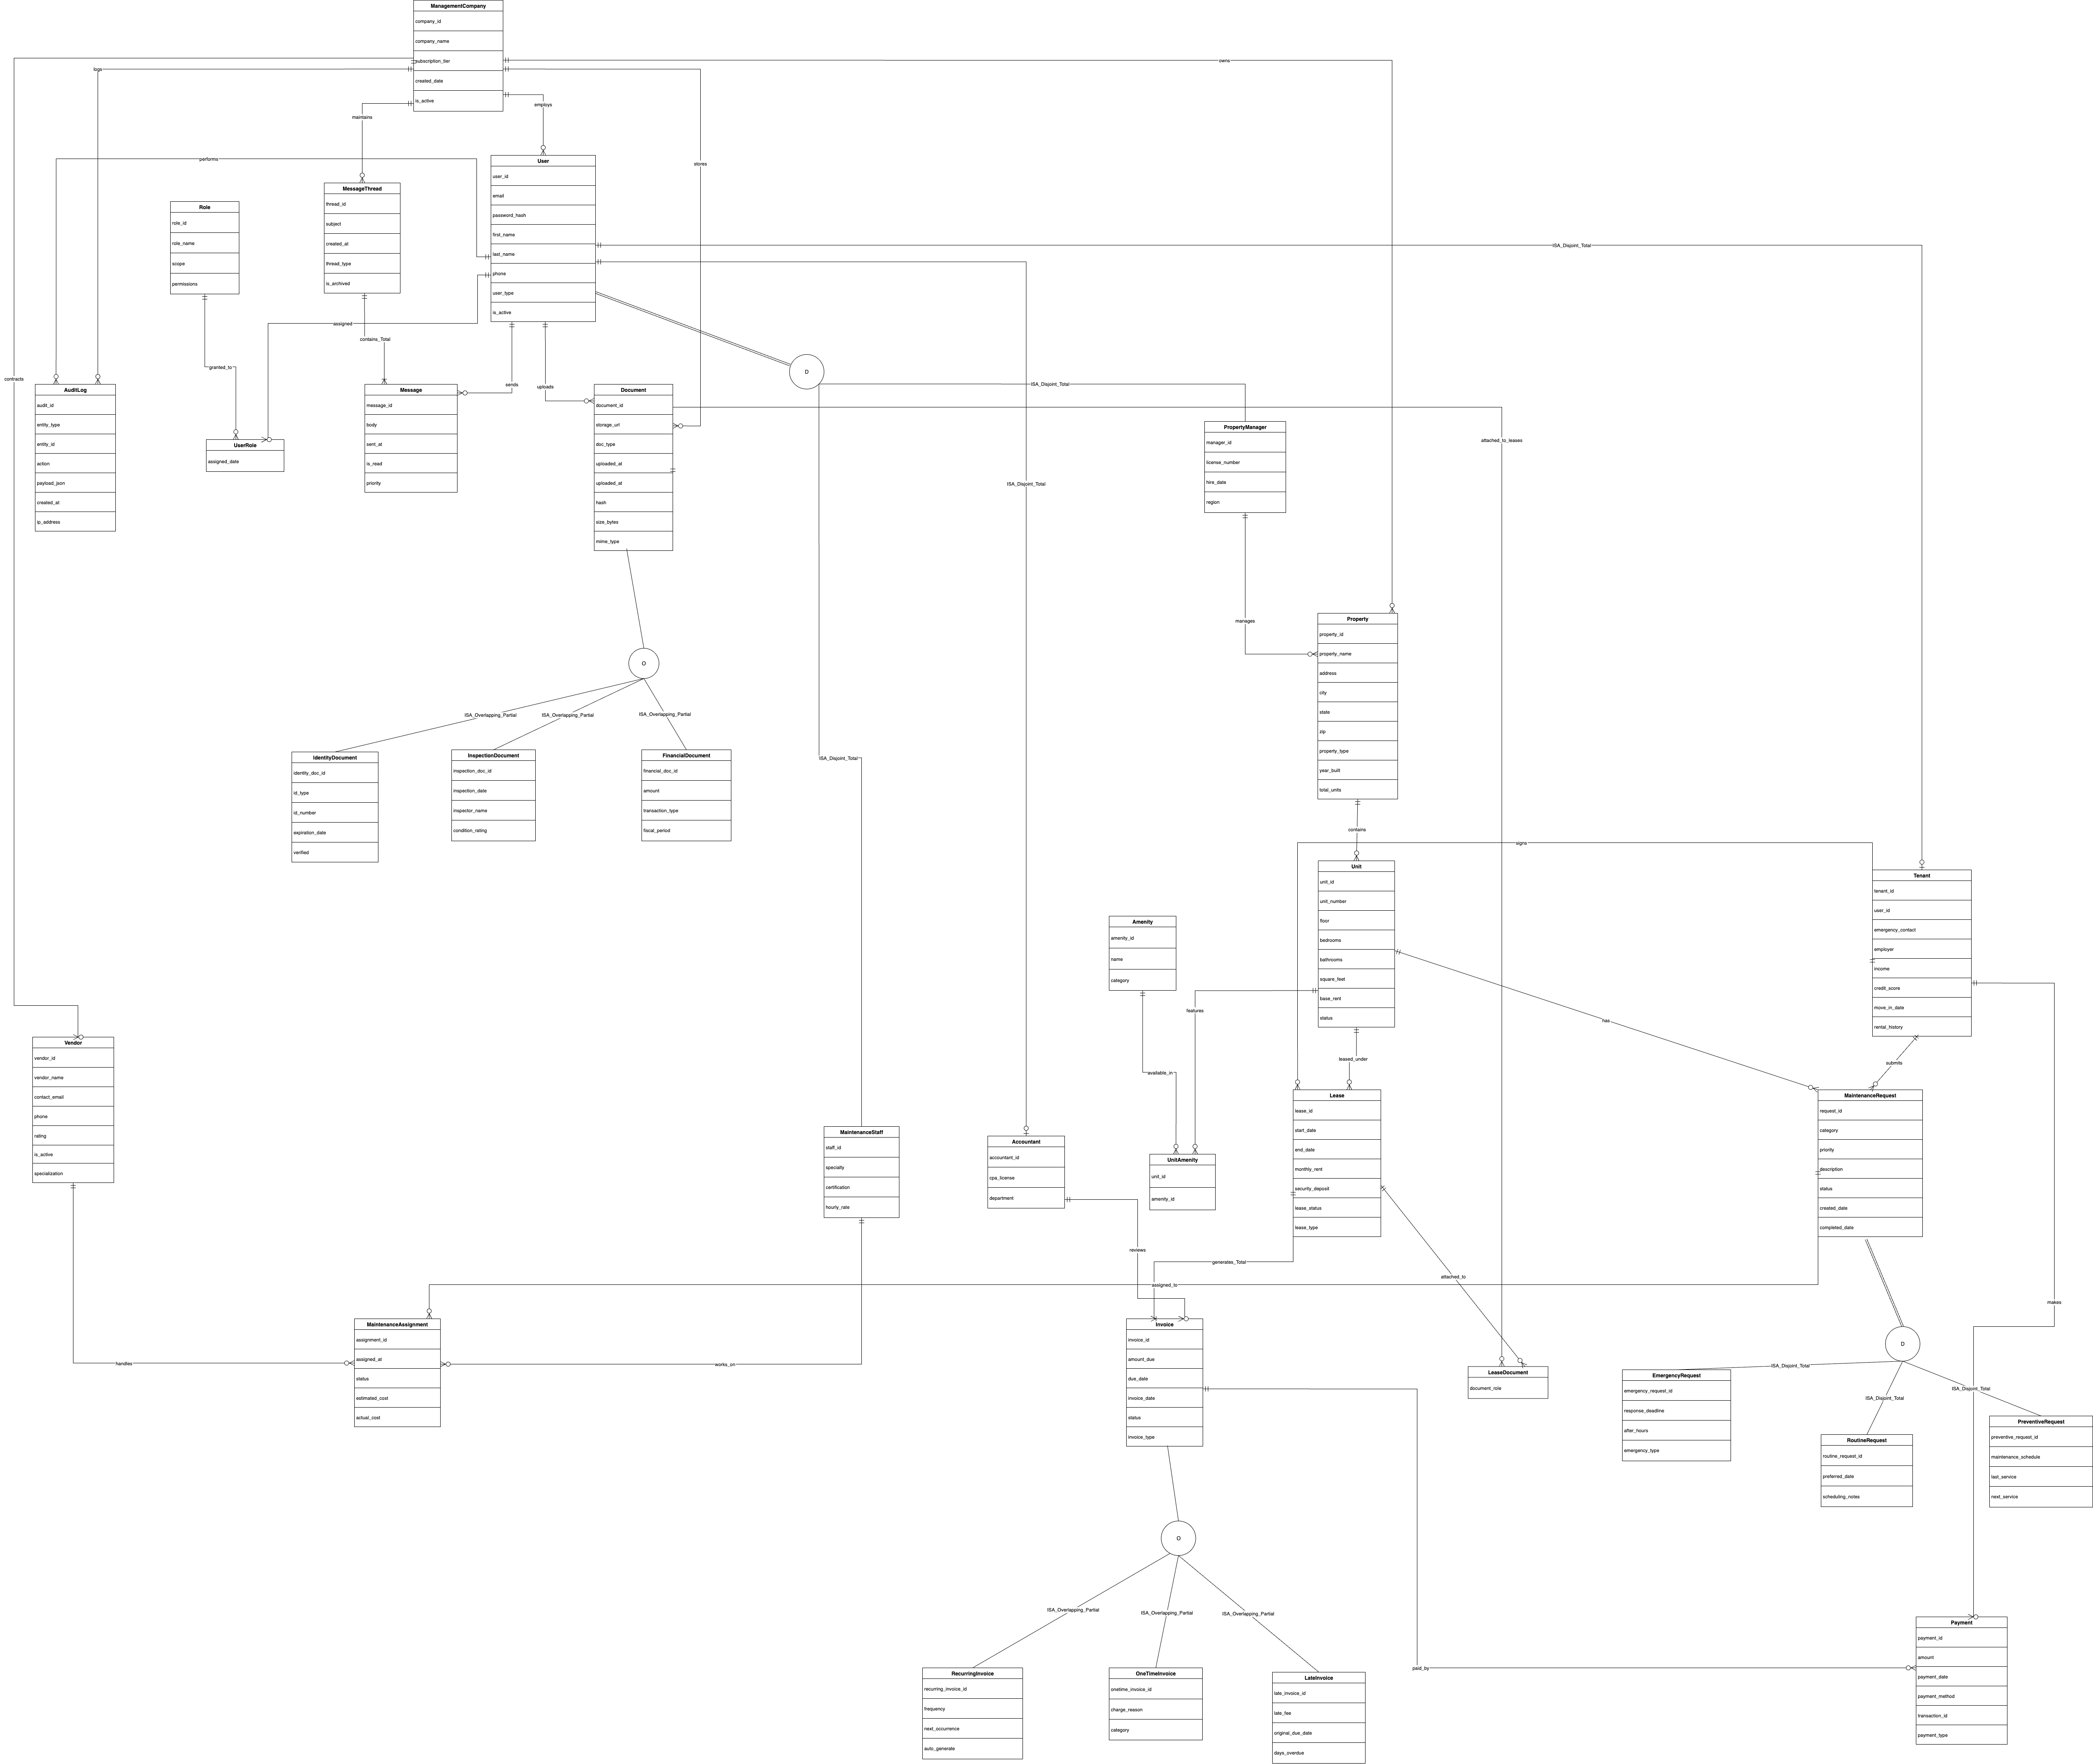 ManagementCompany
company_id
company_name
subscription_tier
created_date
is_active
owns
logs
employs
maintains
stores
performs
User
user_id
email
password_hash
first_name
last_name
phone
user_type
is_active
MessageThread
thread_id
subject
created_at
thread_type
is_archived
Role
role_id
role_name
scope
permissions
ISA_Disjoint_Total
assigned
contains_Total
granted_to
contracts
sends
uploads
D
ISA_Disjoint_Total
AuditLog
audit_id
entity_type
entity_id
action
payload_json
created_at
ip_address
UserRole
assigned_date
Message
message_id
body
sent_at
is_read
priority
Document
document_id
storage_url
doc_type
uploaded_at
uploaded_at
hash
size_bytes
mime_type
PropertyManager
manager_id
license_number
hire_date
region
attached_to_leases
ISA_Disjoint_Total
manages
Property
property_id
property_name
address
city
state
zip
property_type
year_built
total_units
O
ISA_Overlapping_Partial
ISA_Overlapping_Partial
ISA_Overlapping_Partial
IdentityDocument
identity_doc_id
id_type
id_number
expiration_date
verified
InspectionDocument
inspection_doc_id
inspection_date
inspector_name
condition_rating
FinancialDocument
financial_doc_id
amount
transaction_type
fiscal_period
ISA_Disjoint_Total
contains
signs
Unit
unit_id
unit_number
floor
bedrooms
bathrooms
square_feet
base_rent
status
Tenant
tenant_id
user_id
emergency_contact
employer
income
credit_score
move_in_date
rental_history
Amenity
amenity_id
name
category
features
has
leased_under
submits
available_in
Vendor
vendor_id
vendor_name
contact_email
phone
rating
is_active
specialization
MaintenanceStaff
staff_id
specialty
certification
hourly_rate
Accountant
accountant_id
cpa_license
department
UnitAmenity
unit_id
amenity_id
Lease
lease_id
start_date
end_date
monthly_rent
security_deposit
lease_status
lease_type
MaintenanceRequest
request_id
category
priority
description
status
created_date
completed_date
reviews
generates_Total
attached_to
assigned_to
makes
MaintenanceAssignment
assignment_id
assigned_at
status
estimated_cost
actual_cost
handles
works_on
Invoice
invoice_id
amount_due
due_date
invoice_date
status
invoice_type
LeaseDocument
document_role
D
ISA_Disjoint_Total
ISA_Disjoint_Total
ISA_Disjoint_Total
EmergencyRequest
emergency_request_id
response_deadline
after_hours
emergency_type
RoutineRequest
routine_request_id
preferred_date
scheduling_notes
PreventiveRequest
preventive_request_id
maintenance_schedule
last_service
next_service
O
ISA_Overlapping_Partial
ISA_Overlapping_Partial
ISA_Overlapping_Partial
paid_by
RecurringInvoice
recurring_invoice_id
frequency
next_occurrence
auto_generate
OneTimeInvoice
onetime_invoice_id
charge_reason
category
LateInvoice
late_invoice_id
late_fee
original_due_date
days_overdue
Payment
payment_id
amount
payment_date
payment_method
transaction_id
payment_type